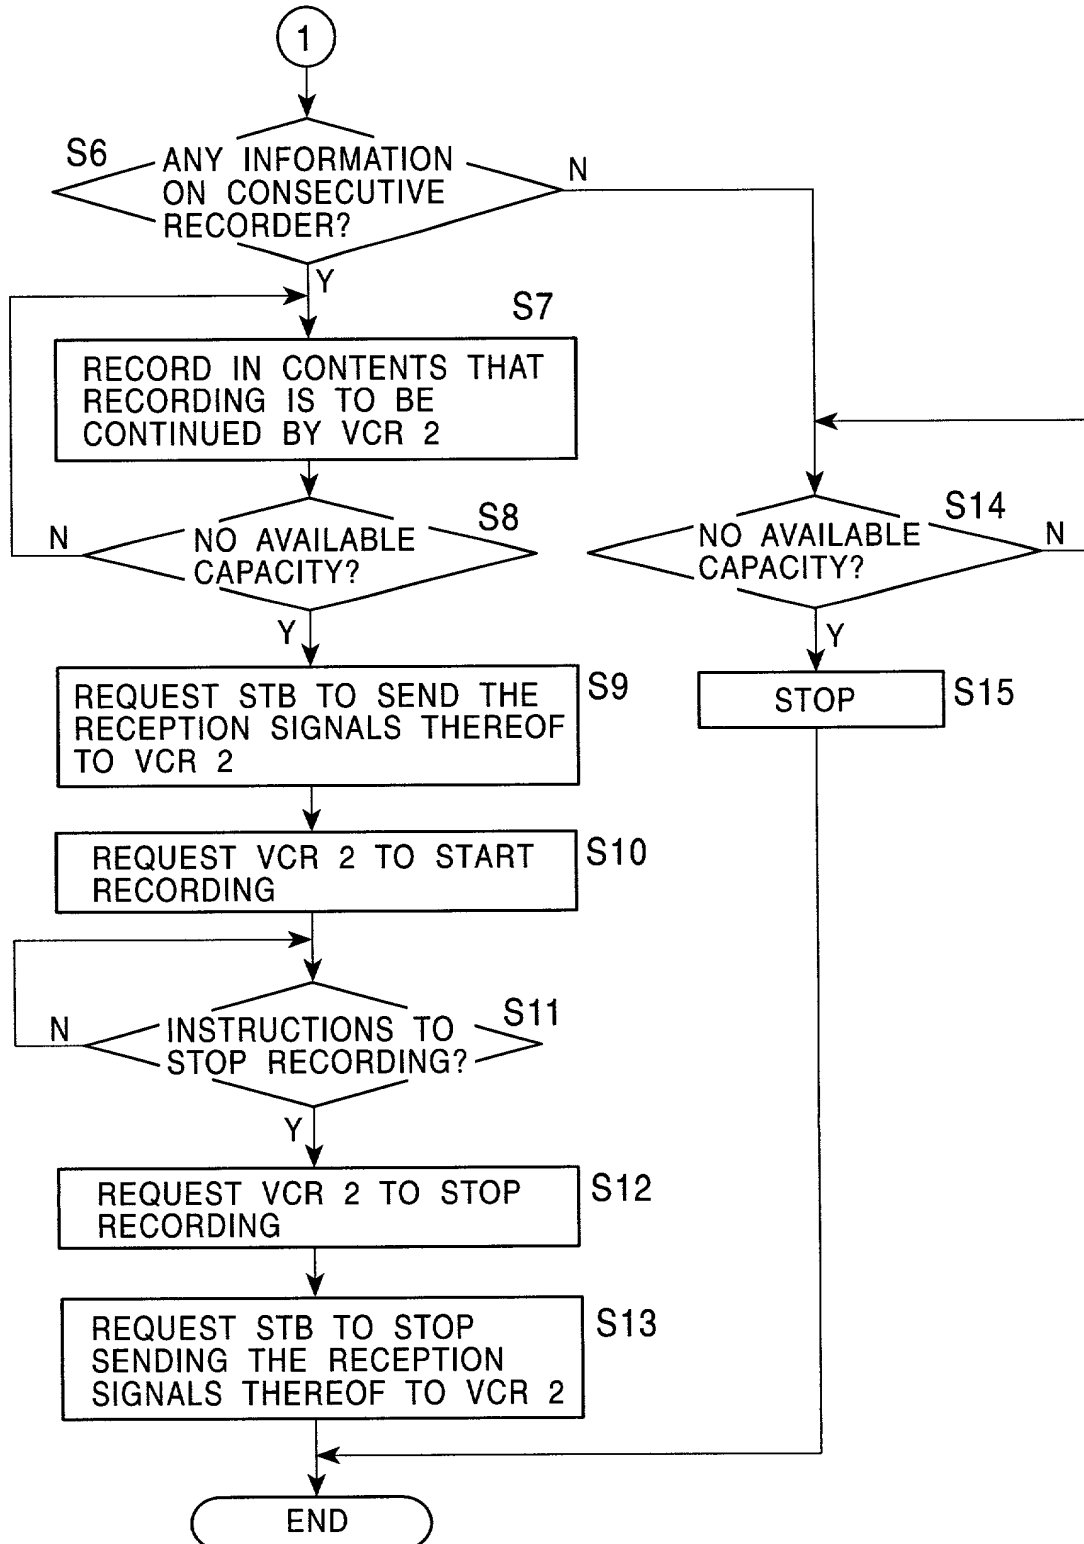 1
S6
ANY INFORMATION
ON CONSECUTIVE
RECORDER?
N
Y
S7
RECORD IN CONTENTS THAT
RECORDING IS TO BE
CONTINUED BY VCR 2
S8
NO AVAILABLE
CAPACITY?
N
Y
S14
NO AVAILABLE
CAPACITY?
N
Y
S9
REQUEST STB TO SEND THE
RECEPTION SIGNALS THEREOF
TO VCR 2
STOP
S15
S10
REQUEST VCR 2 TO START
RECORDING
S11
INSTRUCTIONS TO
STOP RECORDING?
N
Y
S12
REQUEST VCR 2 TO STOP
RECORDING
S13
REQUEST STB TO STOP
SENDING THE RECEPTION
SIGNALS THEREOF TO VCR 2
END